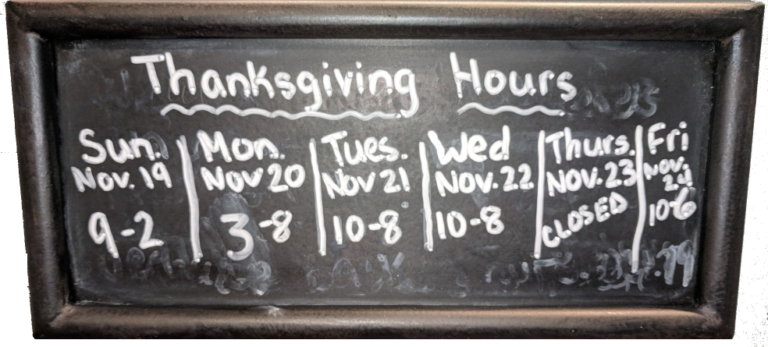 Thanksgiving Hours
Sun. Mon. Tues. Wed Thurs. Fri
Nov. 19 Nov 20 Nov 21 Nov. 22 Nov. 23 Nov. 24
9-2 3-8 10-8 10-8 CLOSED 10-6